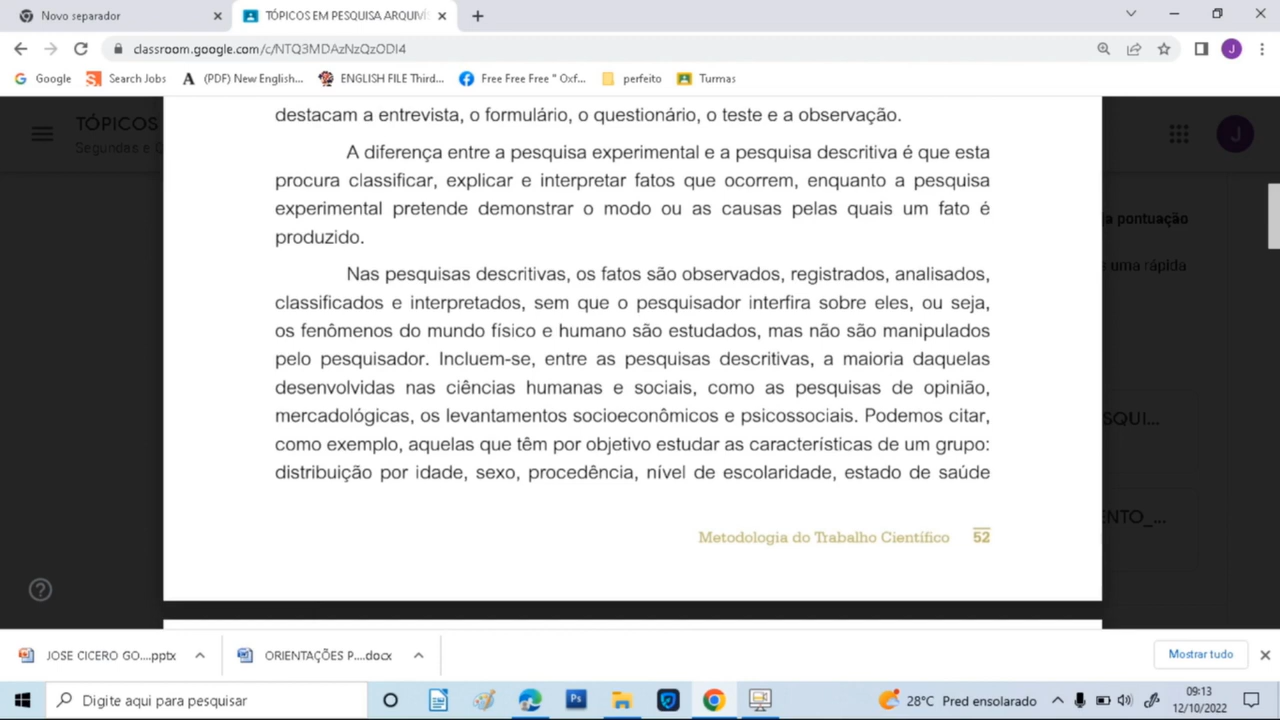 Novo separador
TÓPICOS EM PESQUISA ARQUIVÍS
classroom.google.com/c/NTQ3MDAzNzQzODI4
J
Google
Search Jobs
(PDF) New English...
ENGLISH FILE Third...
Free Free Free " Oxf...
perfeito
Turmas
TÓPICOS
Segundas e Q
J
destacam a entrevista, o formulário, o questionário, o teste e a observação.
A diferença entre a pesquisa experimental e a pesquisa descritiva é que esta
procura classificar, explicar e interpretar fatos que ocorrem, enquanto a pesquisa
experimental pretende demonstrar o modo ou as causas pelas quais um fato é
produzido.
Nas pesquisas descritivas, os fatos são observados, registrados, analisados,
classificados e interpretados, sem que o pesquisador interfira sobre eles, ou seja,
os fenômenos do mundo físico e humano são estudados, mas não são manipulados
pelo pesquisador. Incluem-se, entre as pesquisas descritivas, a maioria daquelas
desenvolvidas nas ciências humanas e sociais, como as pesquisas de opinião,
mercadológicas, os levantamentos socioeconômicos e psicossociais. Podemos citar,
como exemplo, aquelas que têm por objetivo estudar as características de um grupo:
distribuição por idade, sexo, procedência, nível de escolaridade, estado de saúde
Metodologia do Trabalho Científico 52
ja pontuação
uma rápida
ESQUI...
ENTO_...
JOSE CICERO GO....pptx
ORIENTAÇÕES P....docx
Mostrar tudo
Digite aqui para pesquisar
28°C Pred ensolarado
09:13
12/10/2022